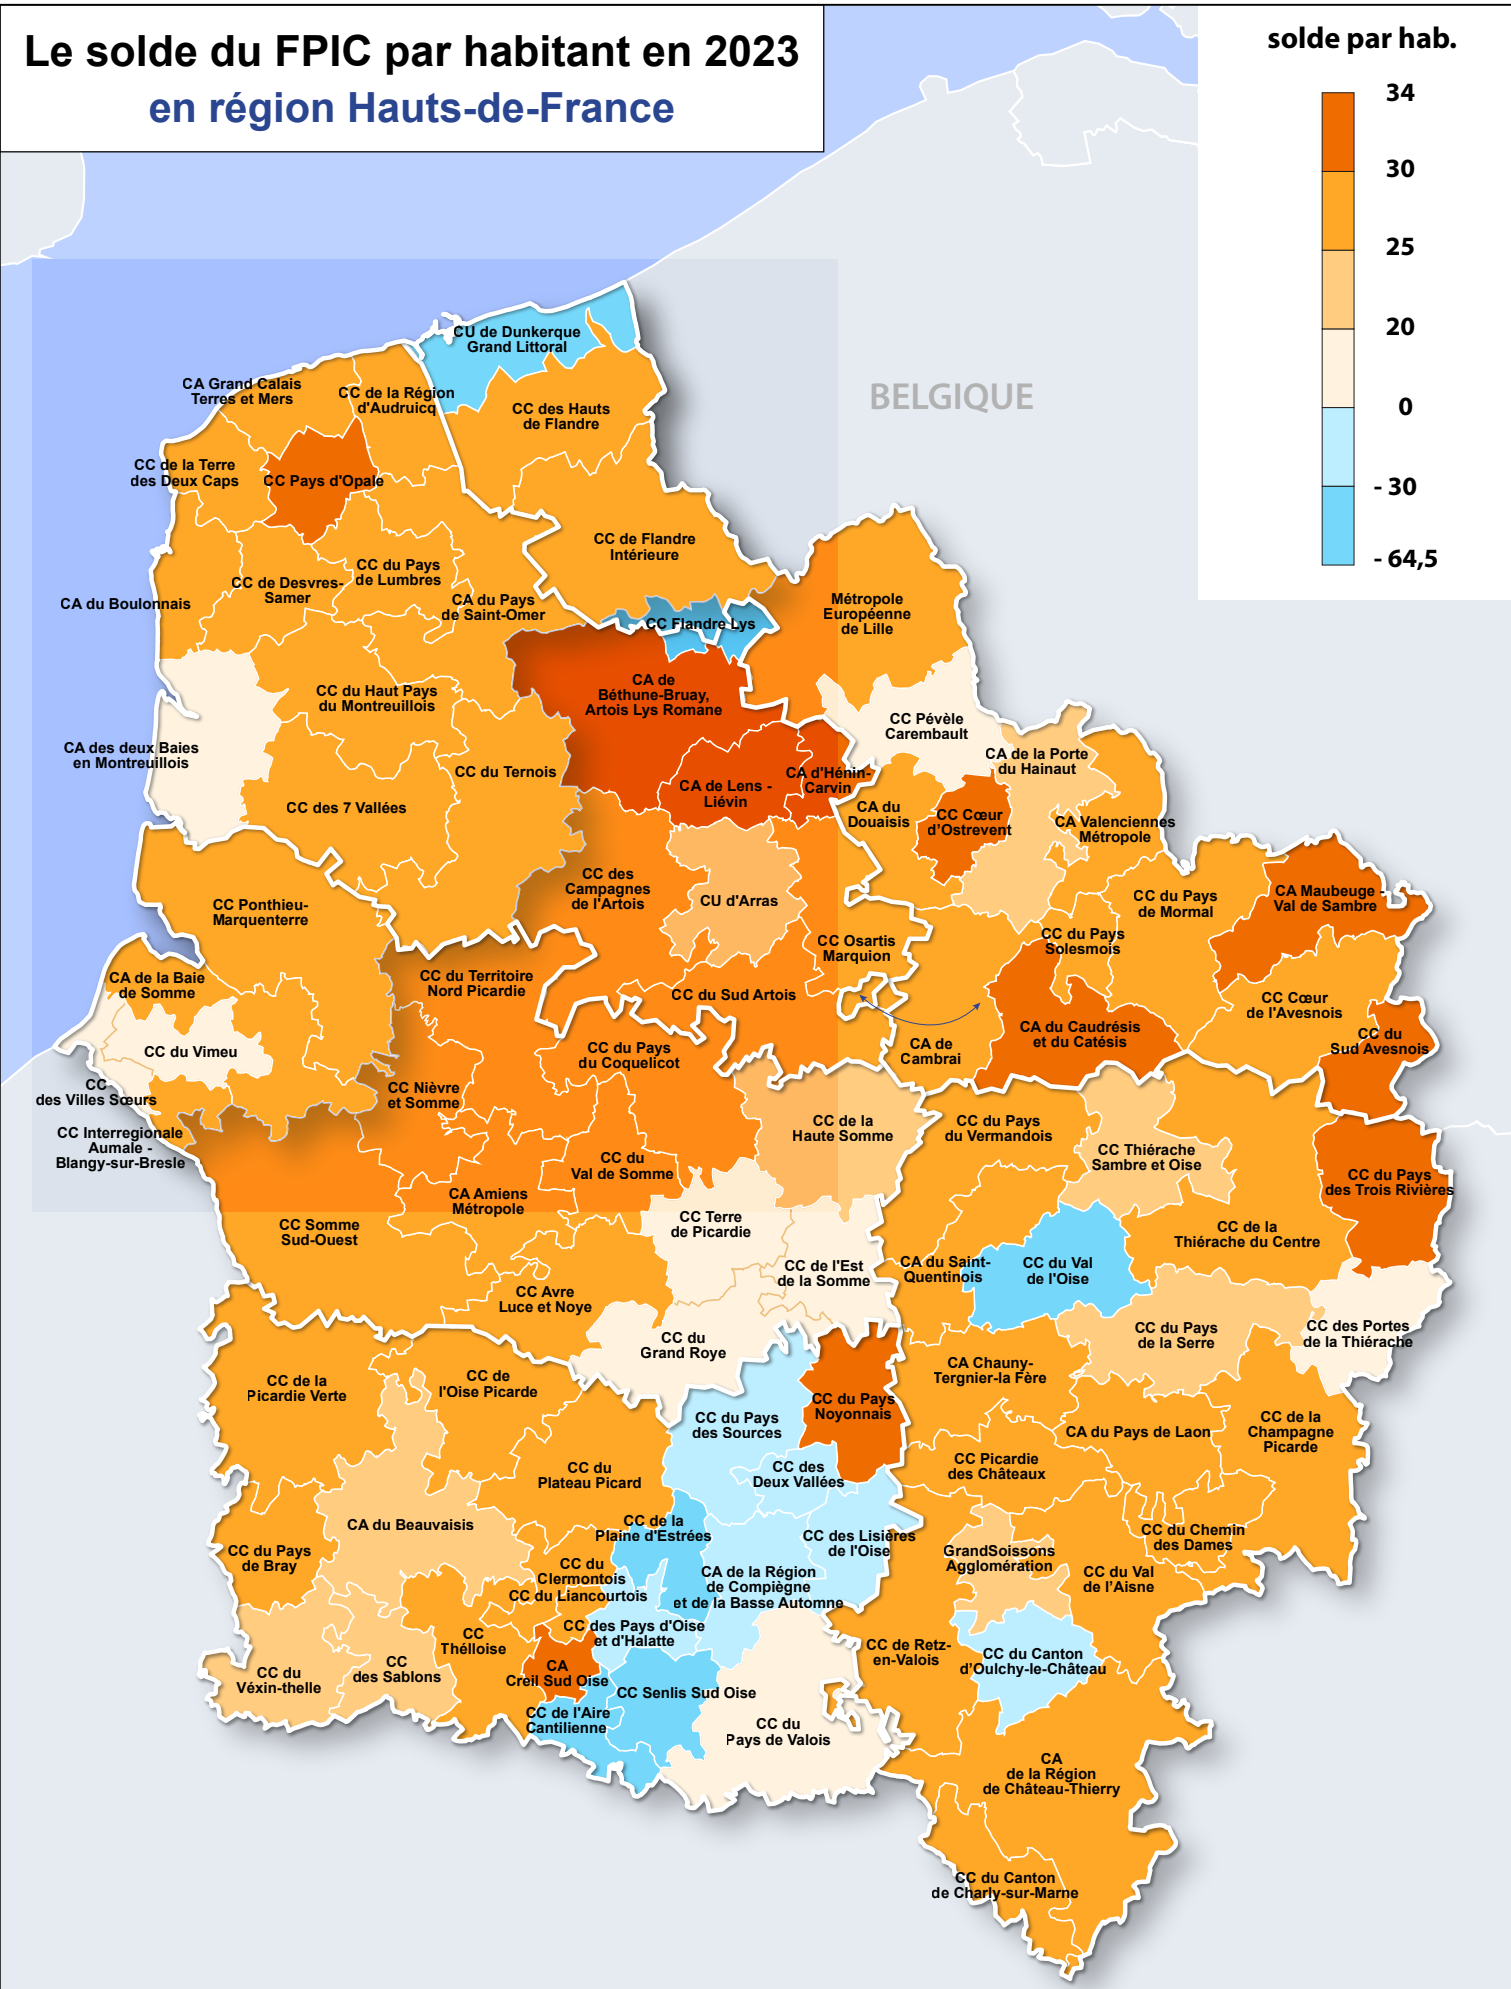 Le solde du FPIC par habitant en 2023
en région Hauts-de-France
solde par hab.
34
30
25
20
0
- 30
- 64,5
BELGIQUE
CU de Dunkerque
Grand Littoral
CA Grand Calais
Terres et Mers
CC de la Région
d'Audruicq
CC des Hauts
de Flandre
CC de la Terre
des Deux Caps
CC Pays d'Opale
CC de Flandre
Intérieure
CC du Pays
de Lumbres
CC de Desvres-
Samer
CA du Boulonnais
CA du Pays
de Saint-Omer
CC Flandre Lys
Métropole
Européenne
de Lille
CC du Haut Pays
du Montreuillois
CA de
Béthune-Bruay,
Artois Lys Romane
CC Pévèle
Carembault
CA des deux Baies
en Montreuillois
CC du Ternois
CA de la Porte
du Hainaut
CA de Lens -
Liévin
CA d'Hénin-
Carvin
CC des 7 Vallées
CA du
Douaisis
CC Cœur
d'Ostrevent
CA Valenciennes
Métropole
CC des
Campagnes
de l'Artois
CU d'Arras
CC Ponthieu-
Marquenterre
CC du Pays
de Mormal
CA Maubeuge -
Val de Sambre
CC Osartis
Marquion
CC du Pays
Solesmois
CA de la Baie
de Somme
CC du Territoire
Nord Picardie
CC du Sud Artois
CC Cœur
de l'Avesnois
CC du Vimeu
CC du Pays
du Coquelicot
CA de
Cambrai
CA du Caudrésis
et du Catésis
CC du
Sud Avesnois
CC
des Villes Sœurs
CC Nièvre
et Somme
CC Interregionale
Aumale -
Blangy-sur-Bresle
CC de la
Haute Somme
CC du Pays
du Vermandois
CC Thiérache
Sambre et Oise
CC du
Val de Somme
CC du Pays
des Trois Rivières
CA Amiens
Métropole
CC Somme
Sud-Ouest
CC Terre
de Picardie
CC de la
Thiérache du Centre
CC de l'Est
de la Somme
CA du Saint-
Quentinois
CC du Val
de l'Oise
CC Avre
Luce et Noye
CC du
Grand Roye
CC du Pays
de la Serre
CC des Portes
de la Thiérache
CC de la
Picardie Verte
CC de
l'Oise Picarde
CA Chauny-
Tergnier-la Fère
CC du Pays
Noyonnais
CC du Pays
des Sources
CA du Pays de Laon
CC de la
Champagne
Picarde
CC du
Plateau Picard
CC des
Deux Vallées
CC Picardie
des Châteaux
CA du Beauvaisis
CC de la
Plaine d'Estrées
CC des Lisières
de l'Oise
CC du Chemin
des Dames
CC du Pays
de Bray
CC du
Clermontois
GrandSoissons
Agglomération
CC du Val
de l'Aisne
CA de la Région
de Compiègne
et de la Basse Automne
CC du Liancourtois
CC des Pays d'Oise
et d'Halatte
CC
Thélloise
CC de Retz-
en-Valois
CC du Canton
d'Oulchy-le-Château
CC du
Véxin-thelle
CC
des Sablons
CA
Creil Sud Oise
CC Senlis Sud Oise
CC de l'Aire
Cantilienne
CC du
Pays de Valois
CA
de la Région
de Château-Thierry
CC du Canton
de Charly-sur-Marne